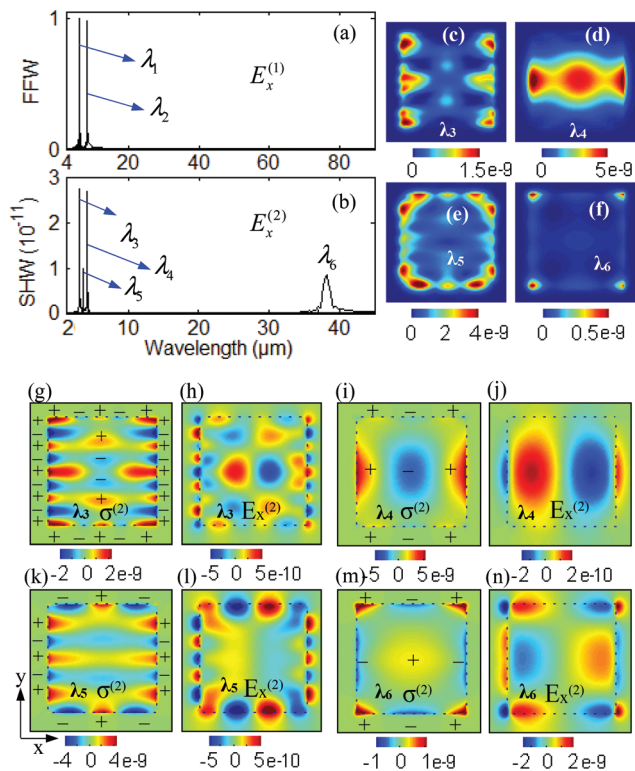 (a)
FFW
1
0
λ1
λ2
Ex(1)
4 20 40 60 80
(b)
SHW (10-11)
3
2
1
0
λ3
λ4
λ5
Ex(2)
λ6
2 10 20 30 40
Wavelength (μm)
(c)
λ3
0 1.5e-9
(d)
λ4
0 5e-9
(e)
λ5
0 2 4e-9
(f)
λ6
0 0.5e-9
(g) (h) (i) (j)
+ − + − + − +
+ − + − + − + − +
+ − + − +
+ − + − + − + − +
+ − + − + − +
λ3 σ(2)
λ3 Ex(2)
+ − +
+ − +
+ − +
λ4 σ(2)
λ4 Ex(2)
-2 0 2e-9
-5 0 5e-10
-5 0 5e-9
-2 0 2e-10
(k) (l) (m) (n)
− + −
+ − + − + − +
+ − + − + − +
− + −
λ5 σ(2)
λ5 Ex(2)
+ − +
− + −
+ − +
λ6 σ(2)
λ6 Ex(2)
y
x
-4 0 4e-9
-5 0 5e-10
-1 0 1e-9
-2 0 2e-9